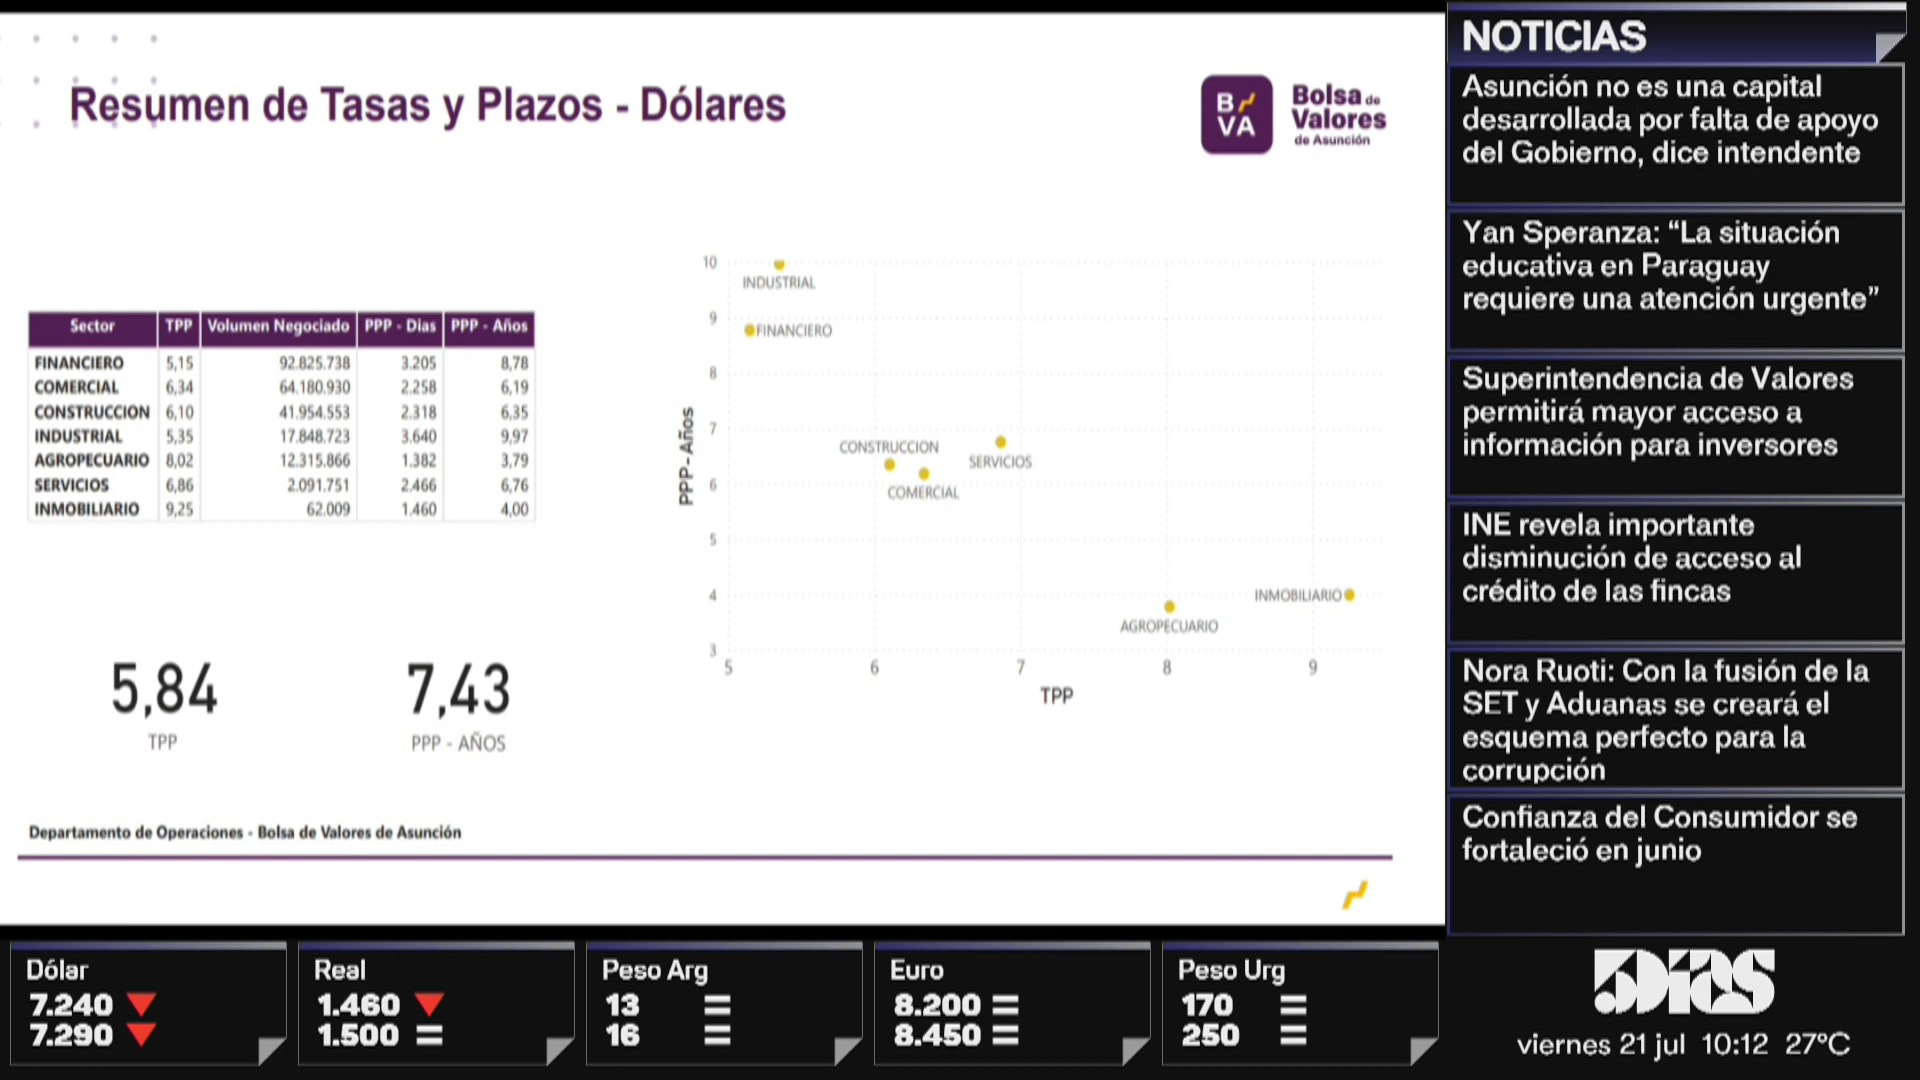 Resumen de Tasas y Plazos - Dólares
B VA
Bolsa de
Valores
de Asunción
Sector TPP Volumen Negociado PPP - Dias PPP - Años
FINANCIERO 5,15 92.825.738 3.205 8,78
COMERCIAL 6,34 64.180.930 2.258 6,19
CONSTRUCCION 6,10 41.954.553 2.318 6,35
INDUSTRIAL 5,35 17.848.723 3.640 9,97
AGROPECUARIO 8,02 12.315.866 1.382 3,79
SERVICIOS 6,86 2.091.751 2.466 6,76
INMOBILIARIO 9,25 62.009 1.460 4,00
5,84
TPP
7,43
PPP - AÑOS
PPP - Años
10
9
8
7
6
5
4
3
INDUSTRIAL
FINANCIERO
CONSTRUCCION
SERVICIOS
COMERCIAL
INMOBILIARIO
AGROPECUARIO
5 6 7 8 9
TPP
Departamento de Operaciones - Bolsa de Valores de Asunción
NOTICIAS
Asunción no es una capital
desarrollada por falta de apoyo
del Gobierno, dice intendente
Yan Speranza: “La situación
educativa en Paraguay
requiere una atención urgente”
Superintendencia de Valores
permitirá mayor acceso a
información para inversores
INE revela importante
disminución de acceso al
crédito de las fincas
Nora Ruoti: Con la fusión de la
SET y Aduanas se creará el
esquema perfecto para la
corrupción
Confianza del Consumidor se
fortaleció en junio
Dólar
7.240
7.290
Real
1.460
1.500
Peso Arg
13
16
Euro
8.200
8.450
Peso Urg
170
250
5Días
viernes 21 jul 10:12 27°C